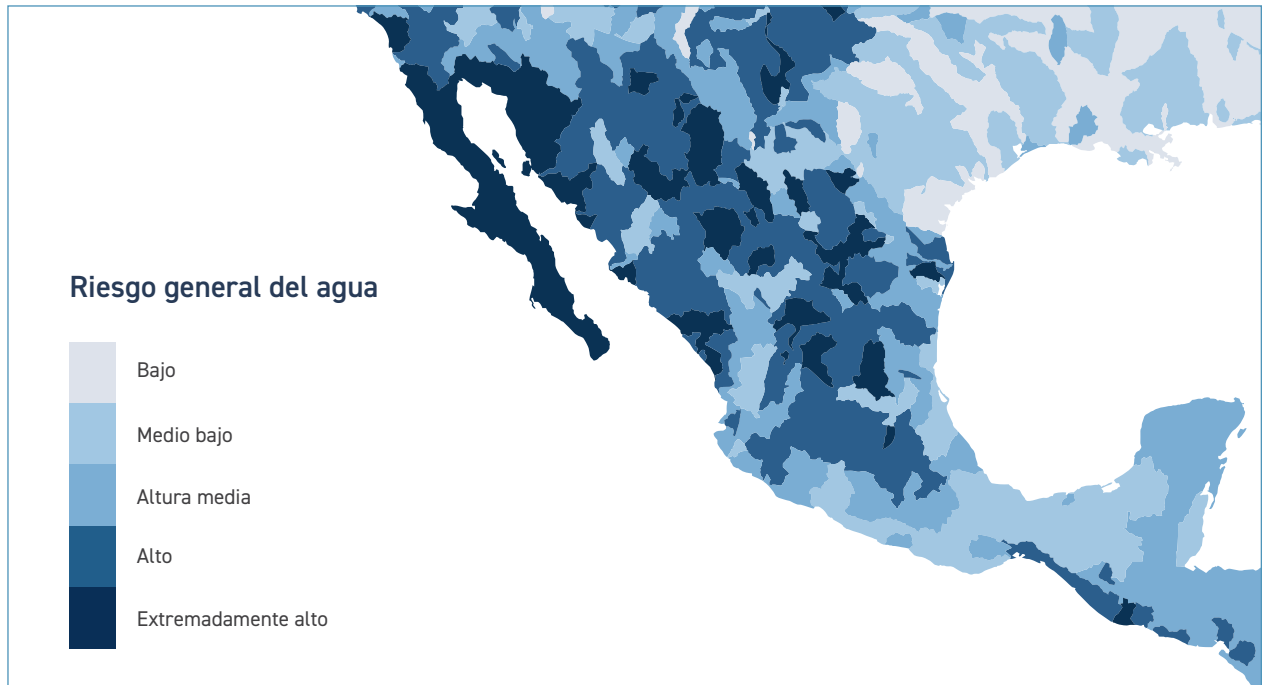 Riesgo general del agua
Bajo
Medio bajo
Altura media
Alto
Extremadamente alto